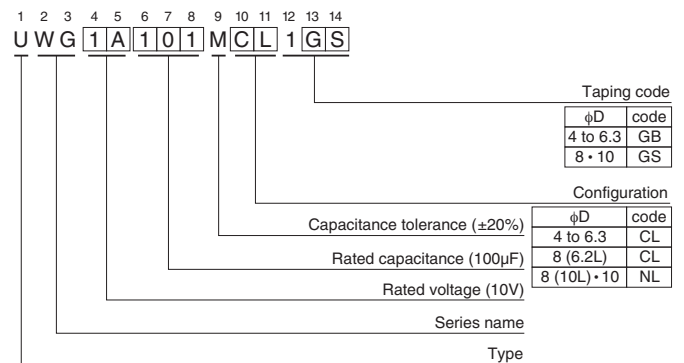 1 2 3 4 5 6 7 8 9 10 11 12 13 14
U W G 1 A 1 0 1 M C L 1 G S
Taping code
ϕD code
4 to 6.3 GB
8 • 10 GS
Configuration
ϕD code
4 to 6.3 CL
8 (6.2L) CL
8 (10L) • 10 NL
Capacitance tolerance (±20%)
Rated capacitance (100µF)
Rated voltage (10V)
Series name
Type